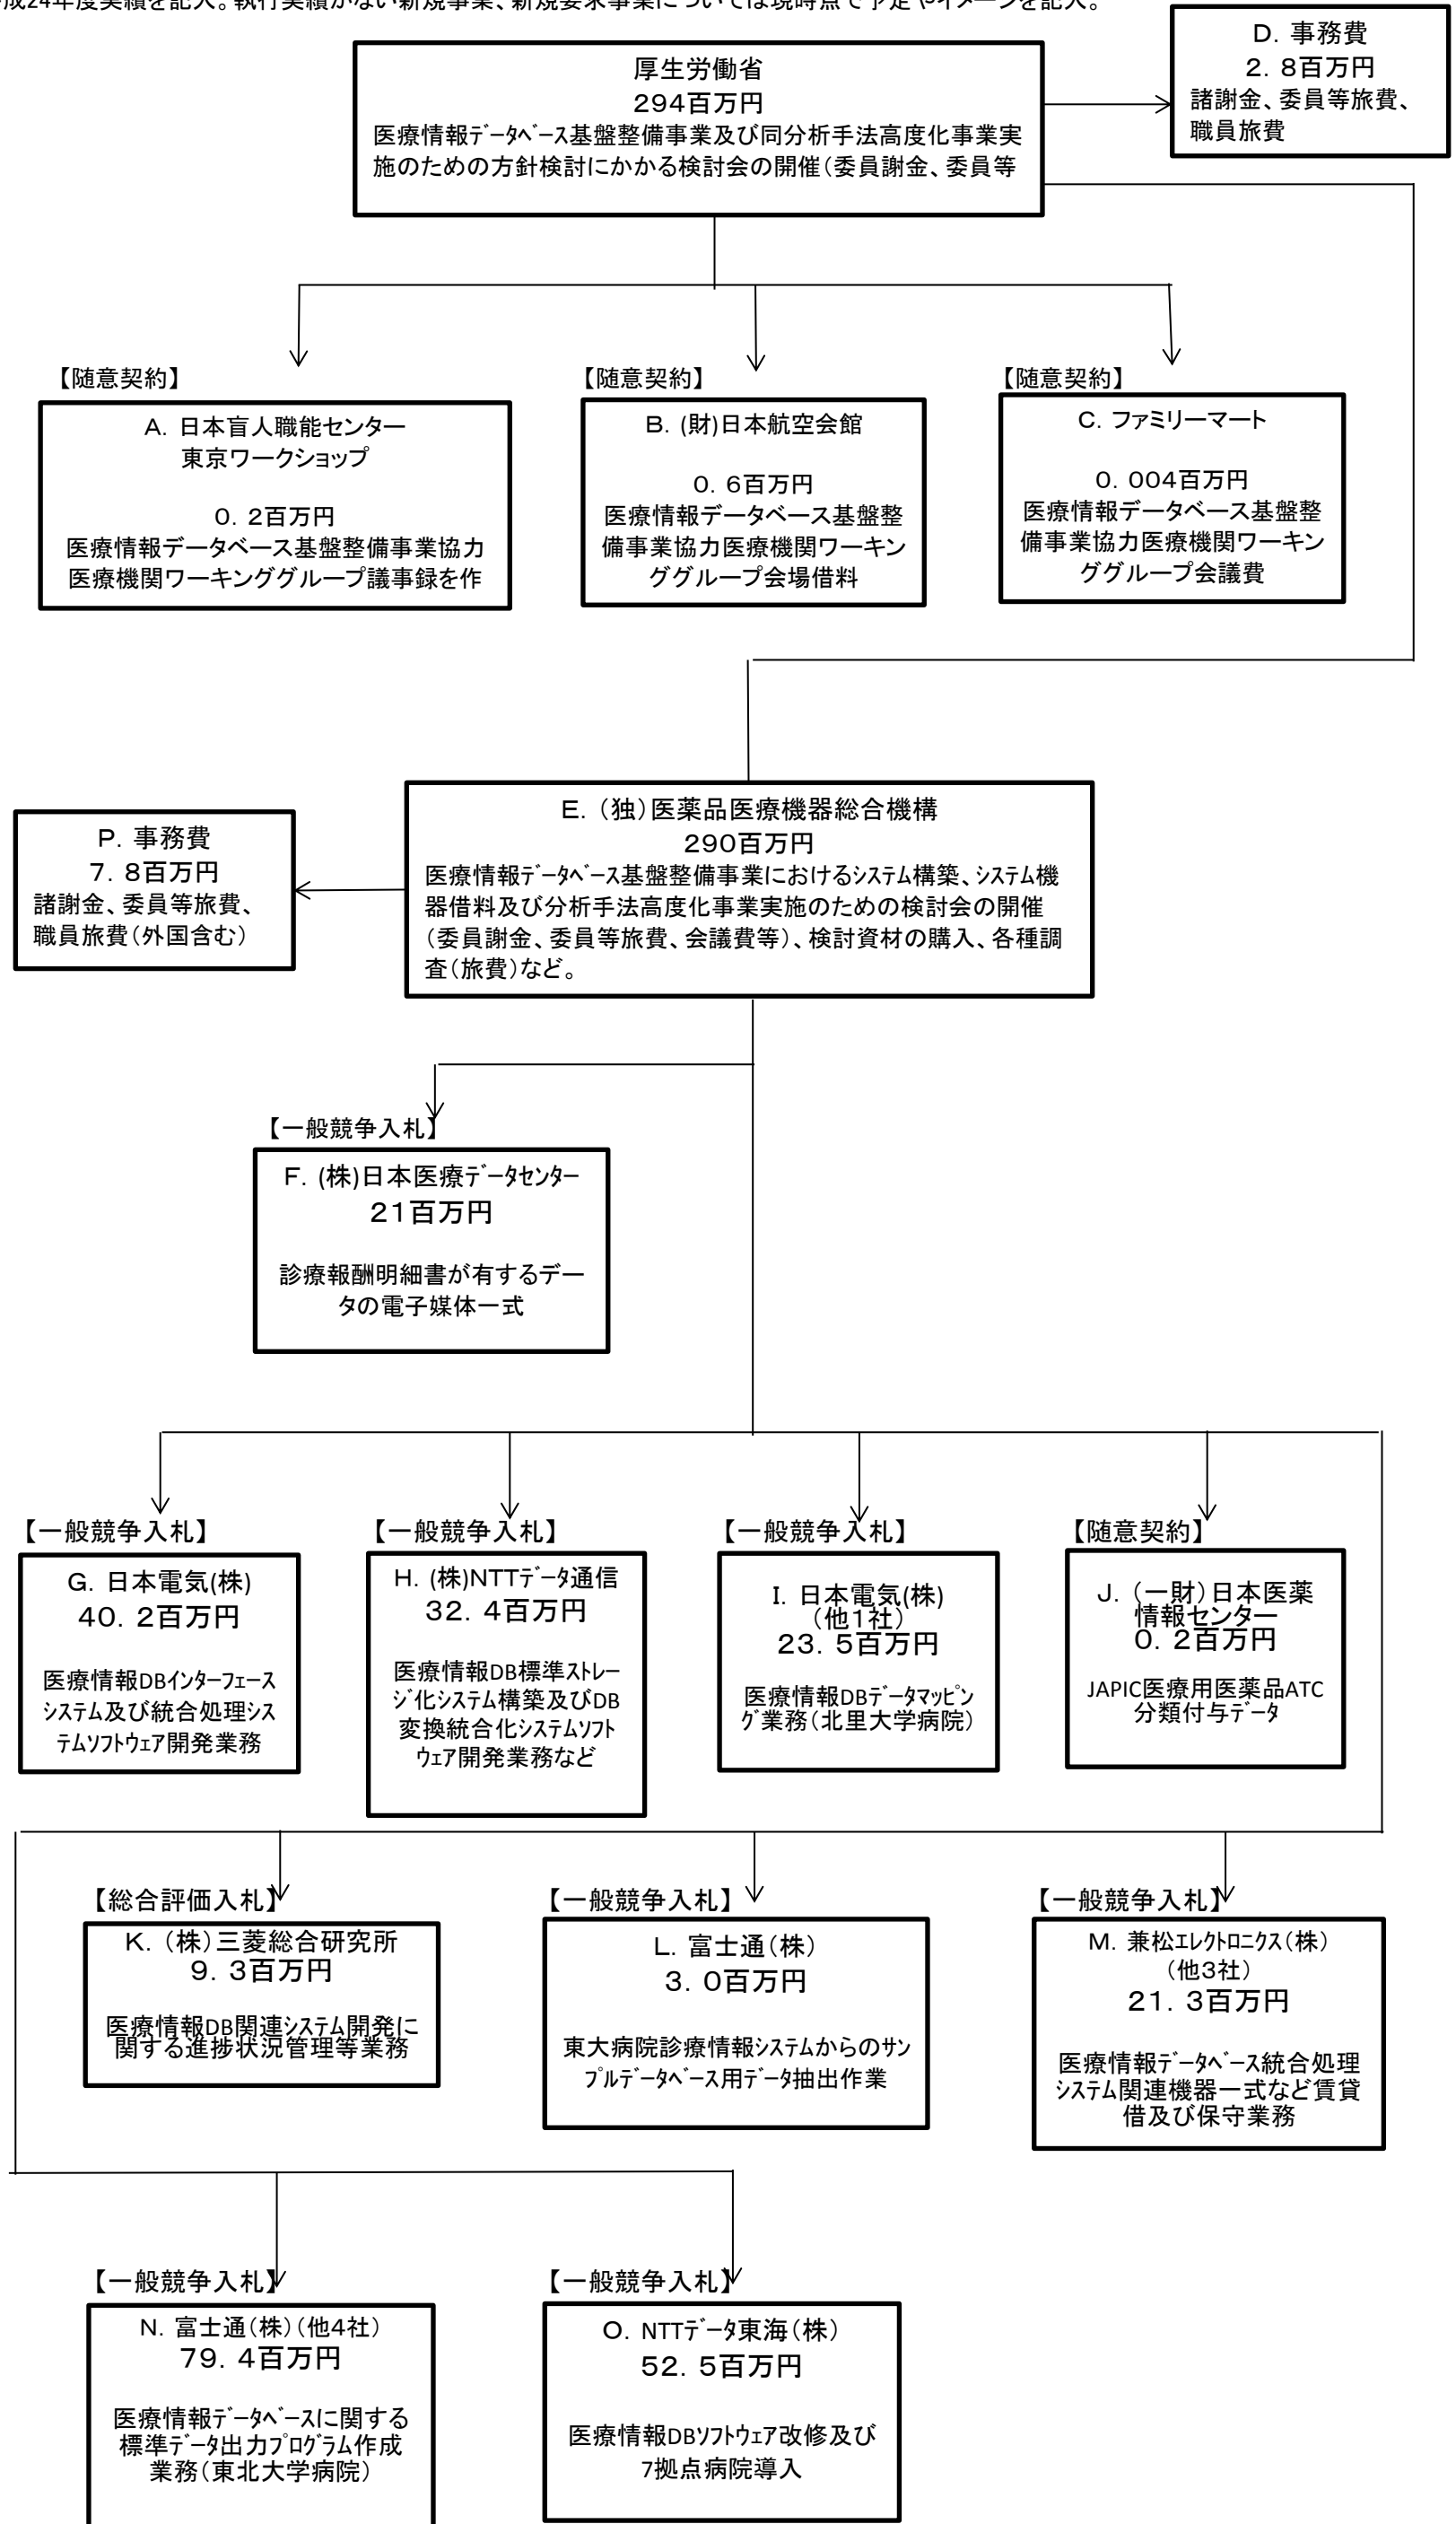 成24年度実績を記入。執行実績がない新規事業、新規要求事業については現時点で予定やイメージを記入。
厚生労働省
294百万円
医療情報ﾃﾞｰﾀﾍﾞｰｽ基盤整備事業及び同分析手法高度化事業実
施のための方針検討にかかる検討会の開催（委員謝金、委員等
D. 事務費
2. 8百万円
諸謝金、委員等旅費、
職員旅費
【随意契約】
A. 日本盲人職能センター
東京ワークショップ
0. 2百万円
医療情報データベース基盤整備事業協力
医療機関ワーキンググループ議事録を作
【随意契約】
B. (財)日本航空会館
0. 6百万円
医療情報データベース基盤整
備事業協力医療機関ワーキン
ググループ会場借料
【随意契約】
C. ファミリーマート
0. 004百万円
医療情報データベース基盤整
備事業協力医療機関ワーキン
ググループ会議費
E. （独）医薬品医療機器総合機構
290百万円
医療情報ﾃﾞｰﾀﾍﾞｰｽ基盤整備事業におけるｼｽﾃﾑ構築、ｼｽﾃﾑ機
器借料及び分析手法高度化事業実施のための検討会の開催
（委員謝金、委員等旅費、会議費等）、検討資材の購入、各種調
査（旅費）など。
P. 事務費
7. 8百万円
諸謝金、委員等旅費、
職員旅費（外国含む）
【一般競争入札】
F. (株)日本医療ﾃﾞｰﾀｾﾝﾀｰ
21百万円
診療報酬明細書が有するデー
タの電子媒体一式
【一般競争入札】
G. 日本電気(株)
40. 2百万円
医療情報DBｲﾝﾀｰﾌｪｰｽ
ｼｽﾃﾑ及び統合処理ｼｽ
ﾃﾑｿﾌﾄｳｪｱ開発業務
【一般競争入札】
H. (株)NTTﾃﾞｰﾀ通信
32. 4百万円
医療情報DB標準ｽﾄﾚｰ
ｼﾞ化ｼｽﾃﾑ構築及びDB
変換統合化ｼｽﾃﾑｿﾌﾄ
ｳｪｱ開発業務など
【一般競争入札】
I. 日本電気(株)
（他1社）
23. 5百万円
医療情報DBﾃﾞｰﾀﾏｯﾋﾟﾝ
ｸﾞ業務（北里大学病院）
【随意契約】
J. （一財）日本医薬
情報センター
0. 2百万円
JAPIC医療用医薬品ATC
分類付与ﾃﾞｰﾀ
【総合評価入札】
K. （株）三菱総合研究所
9. 3百万円
医療情報DB関連ｼｽﾃﾑ開発に
関する進捗状況管理等業務
【一般競争入札】
L. 富士通（株）
3. 0百万円
東大病院診療情報ｼｽﾃﾑからのｻﾝ
ﾌﾟﾙﾃﾞｰﾀﾍﾞｰｽ用ﾃﾞｰﾀ抽出作業
【一般競争入札】
M. 兼松ｴﾚｸﾄﾛﾆｸｽ（株）
（他3社）
21. 3百万円
医療情報ﾃﾞｰﾀﾍﾞｰｽ統合処理
ｼｽﾃﾑ関連機器一式など賃貸
借及び保守業務
【一般競争入札】
N. 富士通（株）（他4社）
79. 4百万円
医療情報ﾃﾞｰﾀﾍﾞｰｽに関する
標準ﾃﾞｰﾀ出力ﾌﾟﾛｸﾞﾗﾑ作成
業務（東北大学病院）
【一般競争入札】
O. NTTﾃﾞｰﾀ東海（株）
52. 5百万円
医療情報DBｿﾌﾄｳｪｱ改修及び
7拠点病院導入